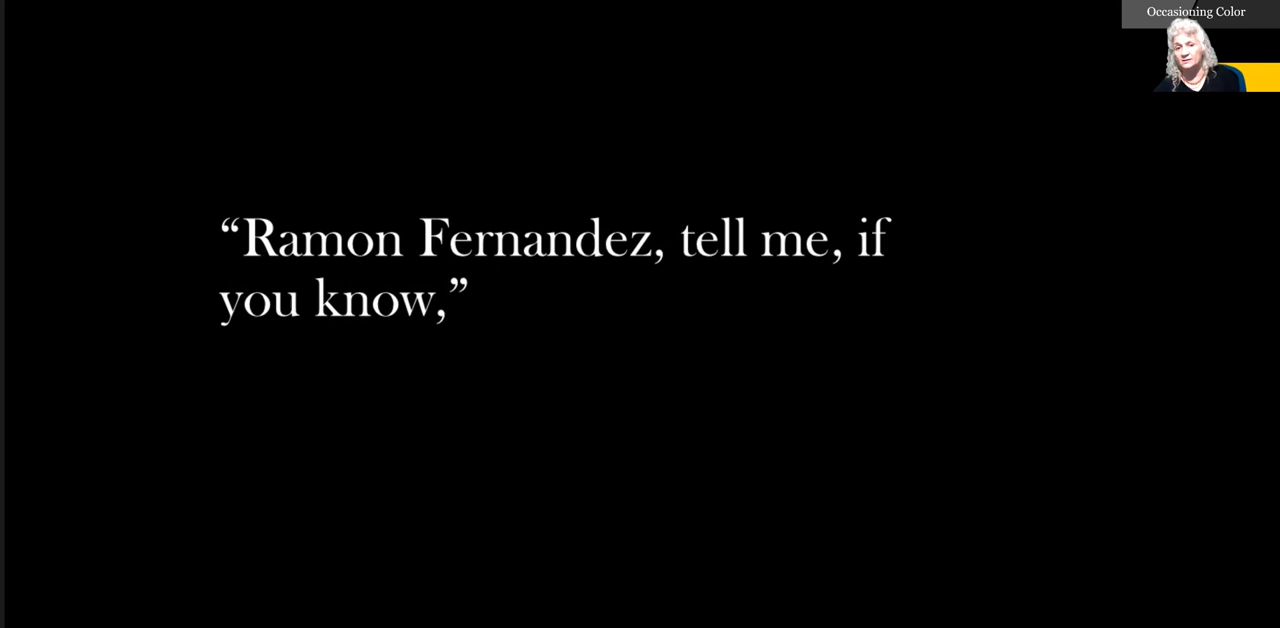 Occasioning Color
“Ramon Fernandez, tell me, if
you know,”